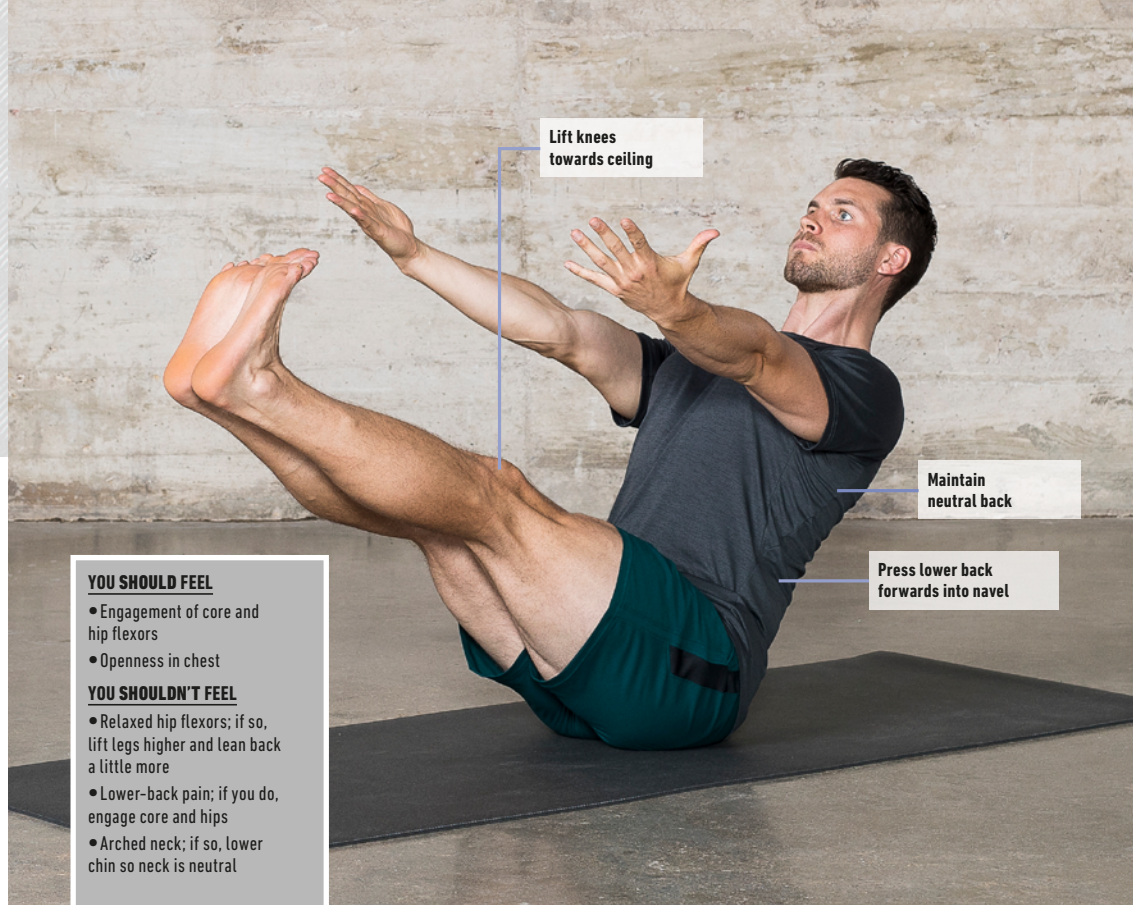 Lift knees
towards ceiling
Maintain
neutral back
Press lower back
forwards into navel
YOU SHOULD FEEL
• Engagement of core and
hip flexors
• Openness in chest
YOU SHOULDN'T FEEL
• Relaxed hip flexors; if so,
lift legs higher and lean back
a little more
• Lower-back pain; if you do,
engage core and hips
• Arched neck; if so, lower
chin so neck is neutral